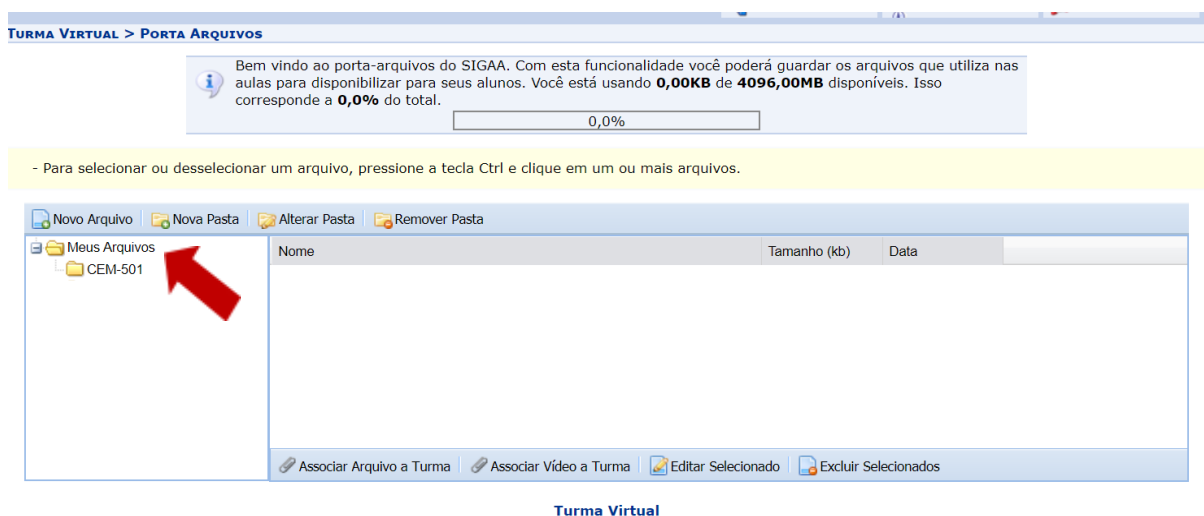 Turma Virtual > Porta Arquivos
Bem vindo ao porta-arquivos do SIGAA. Com esta funcionalidade você poderá guardar os arquivos que utiliza nas
aulas para disponibilizar para seus alunos. Você está usando 0,00KB de 4096,00MB disponíveis. Isso
corresponde a 0,0% do total.
0,0%
- Para selecionar ou desselecionar um arquivo, pressione a tecla Ctrl e clique em um ou mais arquivos.
Novo Arquivo Nova Pasta Alterar Pasta Remover Pasta
Meus Arquivos
CEM-501
Nome Tamanho (kb) Data
Associar Arquivo a Turma Associar Vídeo a Turma Editar Selecionado Excluir Selecionados
Turma Virtual